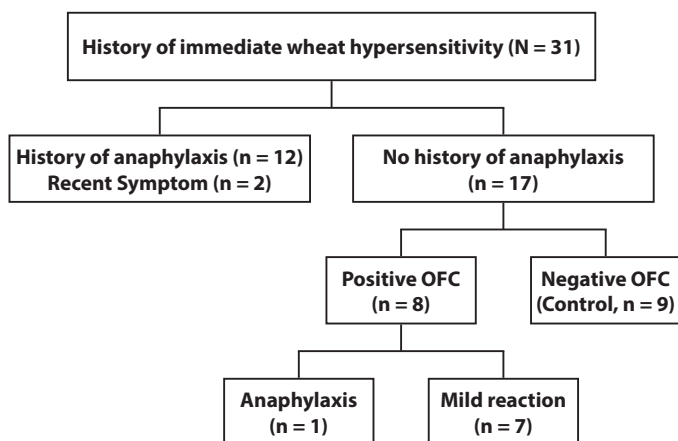 History of immediate wheat hypersensitivity (N = 31)
History of anaphylaxis (n = 12)
Recent Symptom (n = 2)
No history of anaphylaxis
(n = 17)
Positive OFC
(n = 8)
Negative OFC
(Control, n = 9)
Anaphylaxis
(n = 1)
Mild reaction
(n = 7)